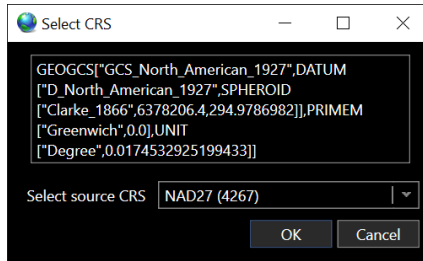 Select CRS
GEOGCS["GCS_North_American_1927",DATUM
["D_North_American_1927",SPHEROID
["Clarke_1866",6378206.4,294.9786982]],PRIMEM
["Greenwich",0.0],UNIT
["Degree",0.0174532925199433]]
Select source CRS NAD27 (4267)
OK Cancel